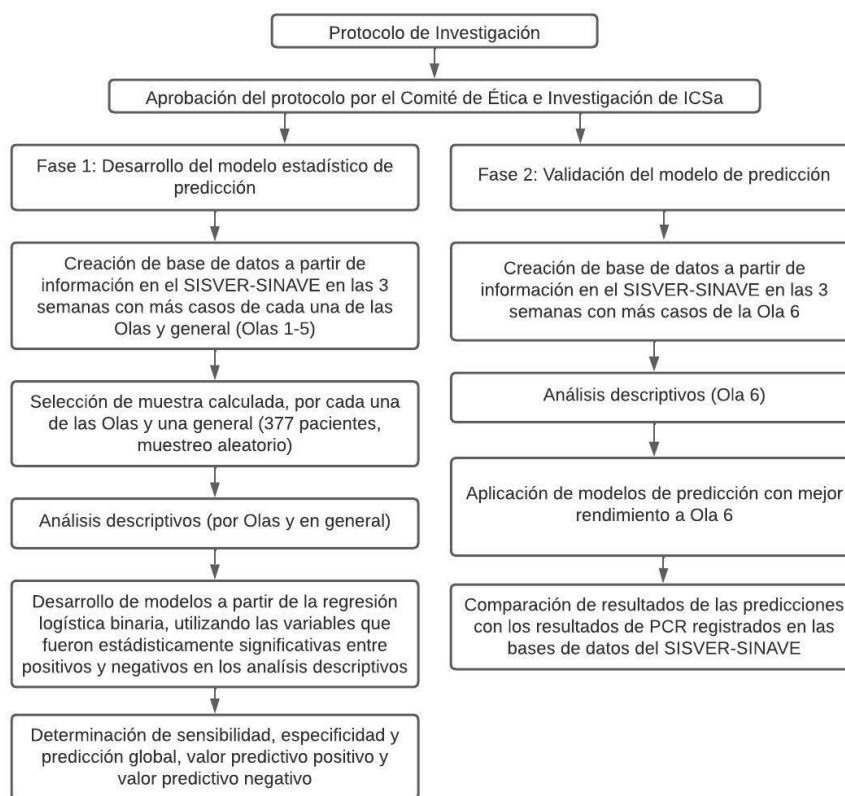 Protocolo de Investigación
Aprobación del protocolo por el Comité de Ética e Investigación de ICSa
Fase 1: Desarrollo del modelo estadístico de
predicción
Creación de base de datos a partir de
información en el SISVER-SINAVE en las 3
semanas con más casos de cada una de las
Olas y general (Olas 1-5)
Selección de muestra calculada, por cada una
de las Olas y una general (377 pacientes,
muestreo aleatorio)
Análisis descriptivos (por Olas y en general)
Desarrollo de modelos a partir de la regresión
logística binaria, utilizando las variables que
fueron estádisticamente significativas entre
positivos y negativos en los analísis descriptivos
Determinación de sensibilidad, especificidad y
predicción global, valor predictivo positivo y
valor predictivo negativo
Fase 2: Validación del modelo de predicción
Creación de base de datos a partir de
información en el SISVER-SINAVE en las 3
semanas con más casos de la Ola 6
Análisis descriptivos (Ola 6)
Aplicación de modelos de predicción con mejor
rendimiento a Ola 6
Comparación de resultados de las predicciones
con los resultados de PCR registrados en las
bases de datos del SISVER-SINAVE